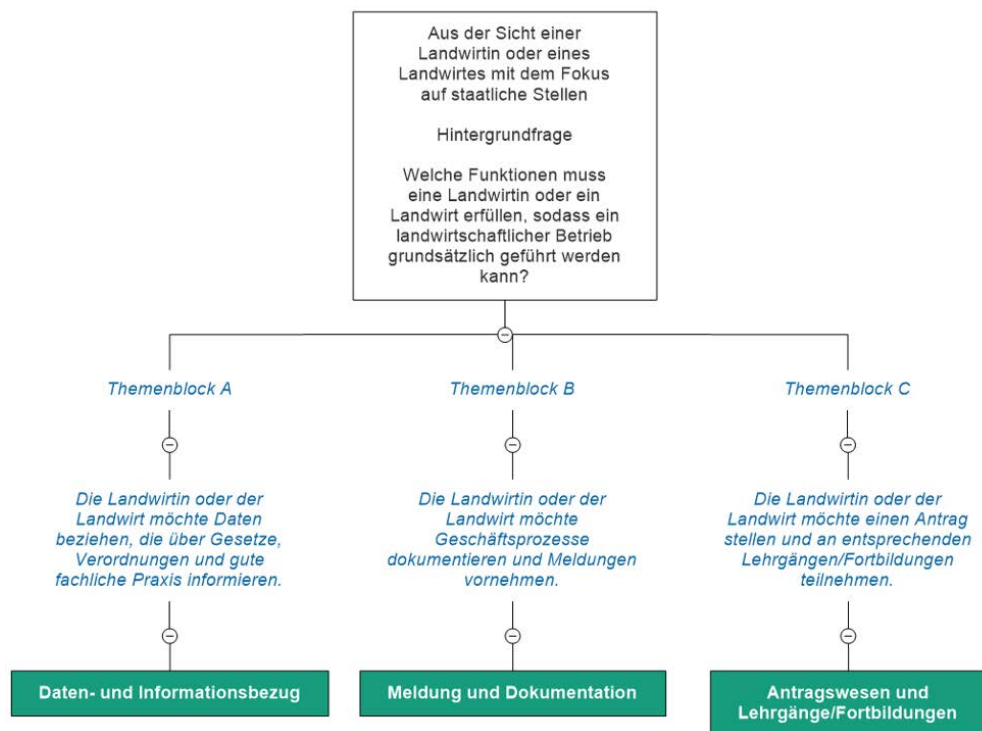 Aus der Sicht einer
Landwirtin oder eines
Landwirtes mit dem Fokus
auf staatliche Stellen
Hintergrundfrage
Welche Funktionen muss
eine Landwirtin oder ein
Landwirt erfüllen, sodass ein
landwirtschaftlicher Betrieb
grundsätzlich geführt werden
kann?
Themenblock A
Die Landwirtin oder der
Landwirt möchte Daten
beziehen, die über Gesetze,
Verordnungen und gute
fachliche Praxis informieren.
Daten- und Informationsbezug
Themenblock B
Die Landwirtin oder der
Landwirt möchte
Geschäftsprozesse
dokumentieren und Meldungen
vornehmen.
Meldung und Dokumentation
Themenblock C
Die Landwirtin oder der
Landwirt möchte einen Antrag
stellen und an entsprechenden
Lehrgängen/Fortbildungen
teilnehmen.
Antragswesen und
Lehrgänge/Fortbildungen